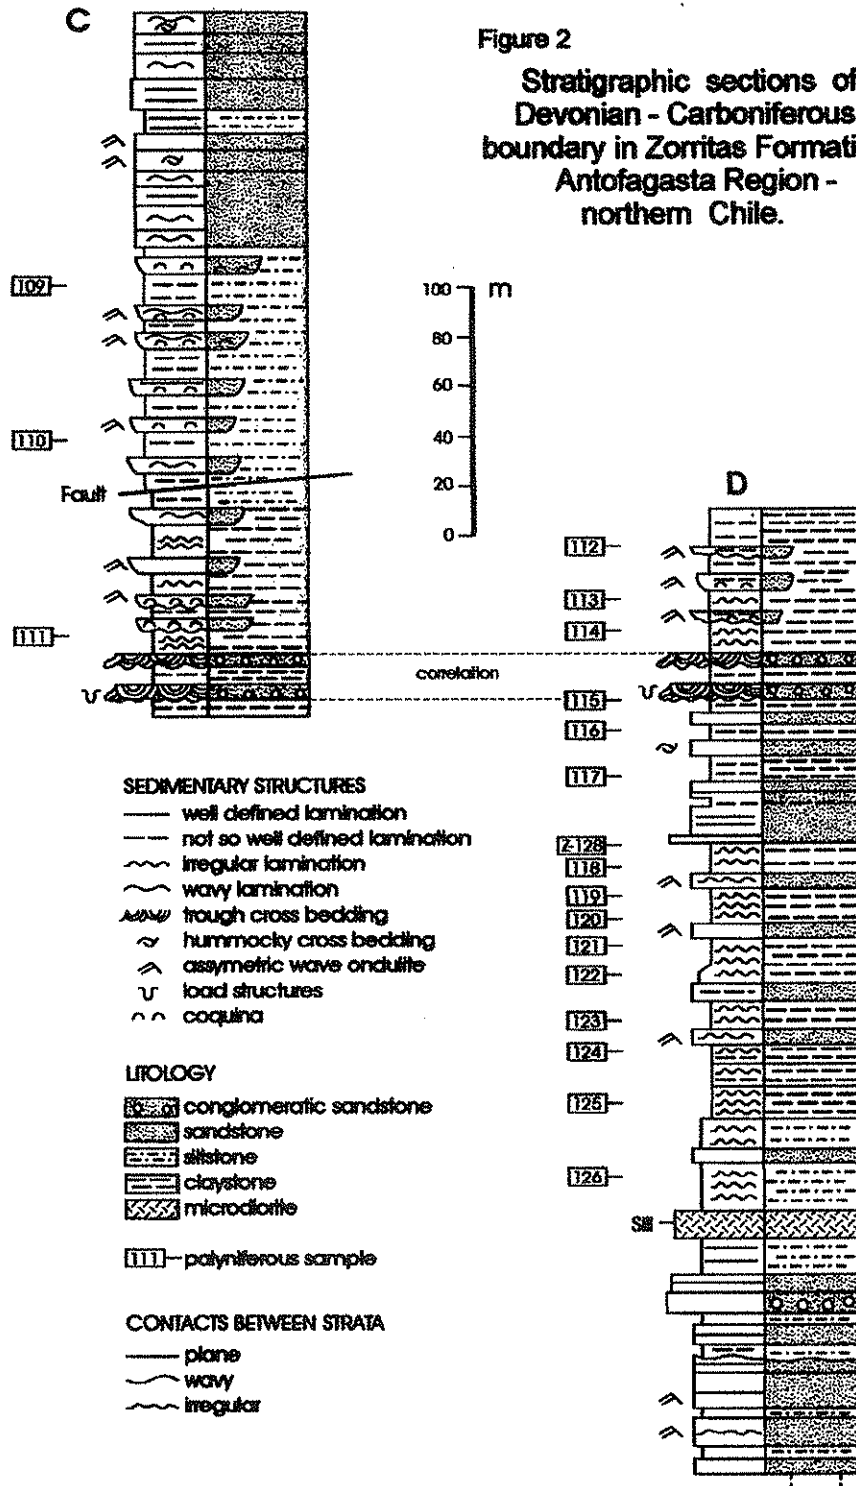 C
Figure 2
Stratigraphic sections of
Devonian - Carboniferous
boundary in Zorritas Formati
Antofagasta Region -
northern Chile.
109
110
Fault
111
100 m
80
60
40
20
0
D
112
113
114
correlation
115
116
117
Z-128
118
119
120
121
122
123
124
125
126
Sill
SEDIMENTARY STRUCTURES
well defined lamination
not so well defined lamination
irregular lamination
wavy lamination
trough cross bedding
hummocky cross bedding
assymetric wave ondulite
load structures
coquina
LITOLOGY
conglomeratic sandstone
sandstone
siltstone
claystone
microdiorite
111 palyniferous sample
CONTACTS BETWEEN STRATA
plane
wavy
irregular